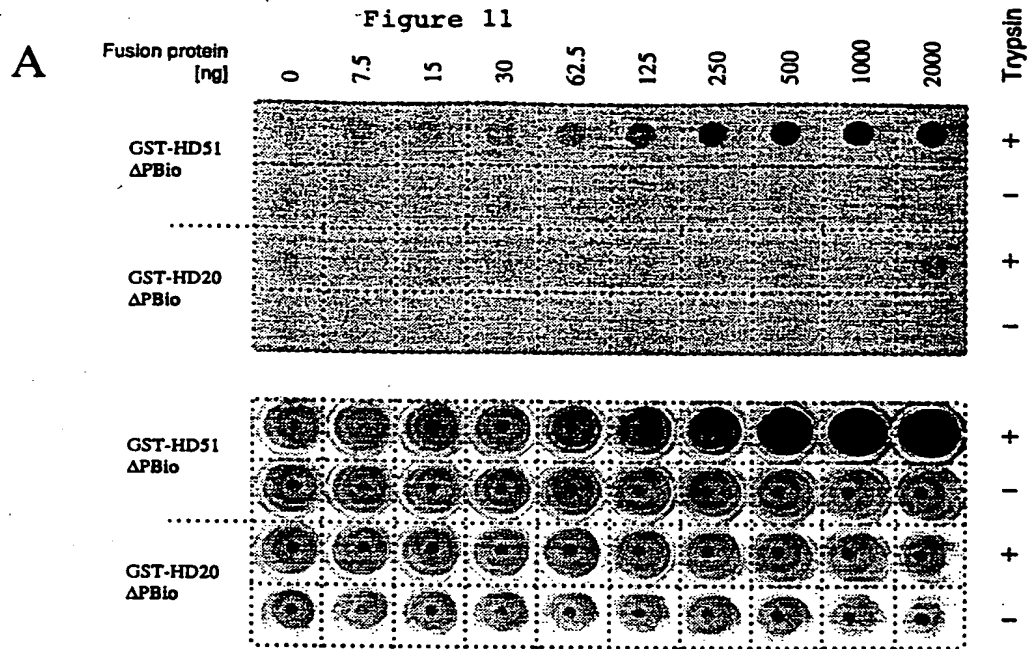 Figure 11
A
Fusion protein
[ng]
0 7.5 15 30 62.5 125 250 500 1000 2000
Trypsin
GST-HD51
ΔPBio
+
−
GST-HD20
ΔPBio
+
−
GST-HD51
ΔPBio
+
−
GST-HD20
ΔPBio
+
−